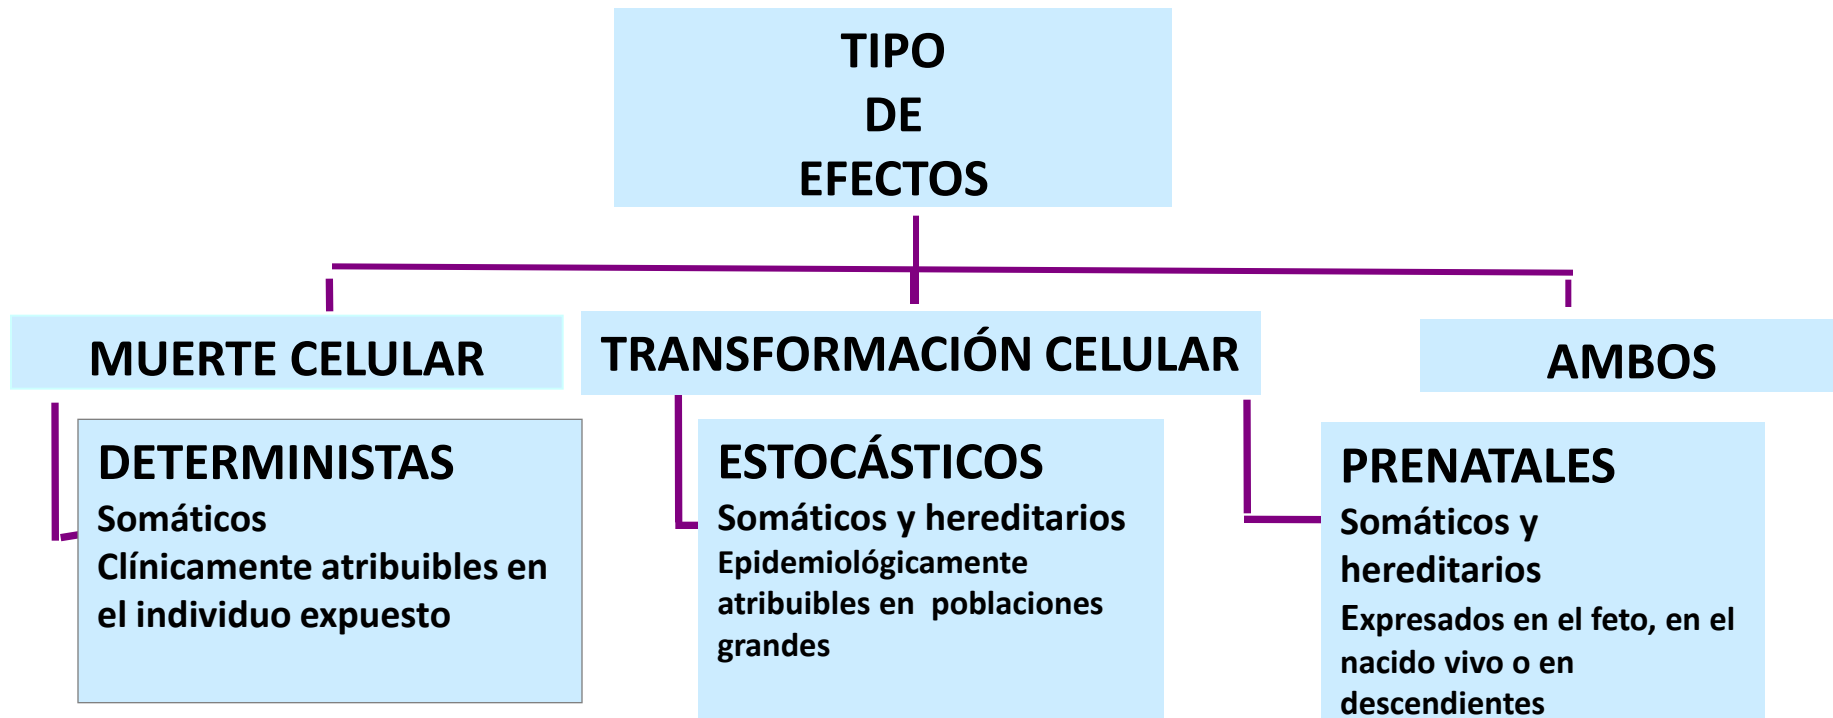 TIPO
DE
EFECTOS
MUERTE CELULAR
TRANSFORMACIÓN CELULAR
AMBOS
DETERMINISTAS
Somáticos
Clínicamente atribuibles en
el individuo expuesto
ESTOCÁSTICOS
Somáticos y hereditarios
Epidemiológicamente
atribuibles en poblaciones
grandes
PRENATALES
Somáticos y
hereditarios
Expresados en el feto, en el
nacido vivo o en
descendientes